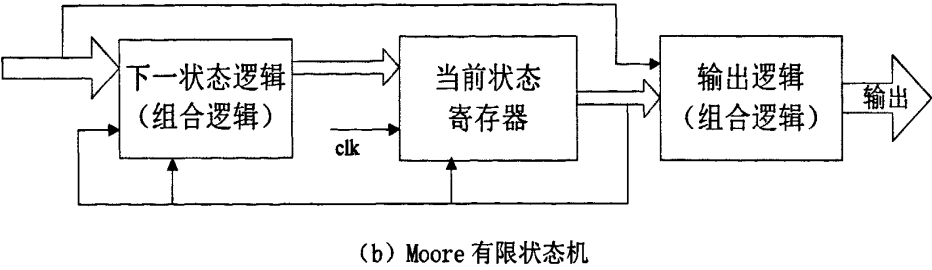 下一状态逻辑
（组合逻辑）
当前状态
寄存器
输出逻辑
（组合逻辑）
输出
clk
（b）Moore 有限状态机